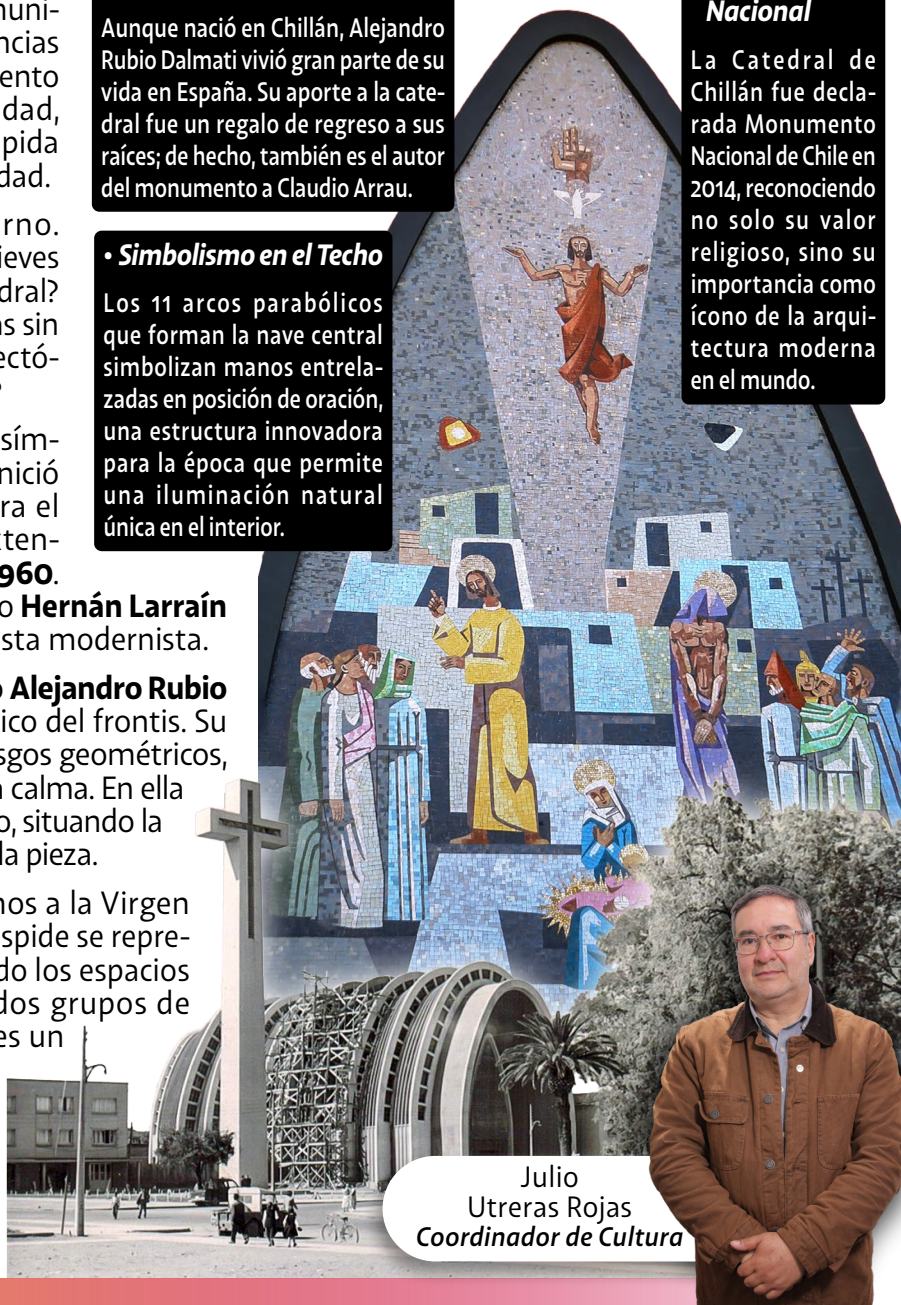 muni-
ncias
ento
dad,
pida
dad.
rno.
ieves
dral?
as sin
ectó-
sím-
nició
ra el
xten-
960.
o Hernán Larraín
sta modernista.
o Alejandro Rubio
ico del frontis. Su
sgos geométricos,
n calma. En ella
o, situando la
la pieza.
nos a la Virgen
spide se repre-
do los espacios
dos grupos de
es un
Aunque nació en Chillán, Alejandro
Rubio Dalmati vivió gran parte de su
vida en España. Su aporte a la cate-
dral fue un regalo de regreso a sus
raíces; de hecho, también es el autor
del monumento a Claudio Arrau.
• Simbolismo en el Techo
Los 11 arcos parabólicos
que forman la nave central
simbolizan manos entrela-
zadas en posición de oración,
una estructura innovadora
para la época que permite
una iluminación natural
única en el interior.
Nacional
La Catedral de
Chillán fue decla-
rada Monumento
Nacional de Chile en
2014, reconociendo
no solo su valor
religioso, sino su
importancia como
ícono de la arqui-
tectura moderna
en el mundo.
Julio
Utreras Rojas
Coordinador de Cultura